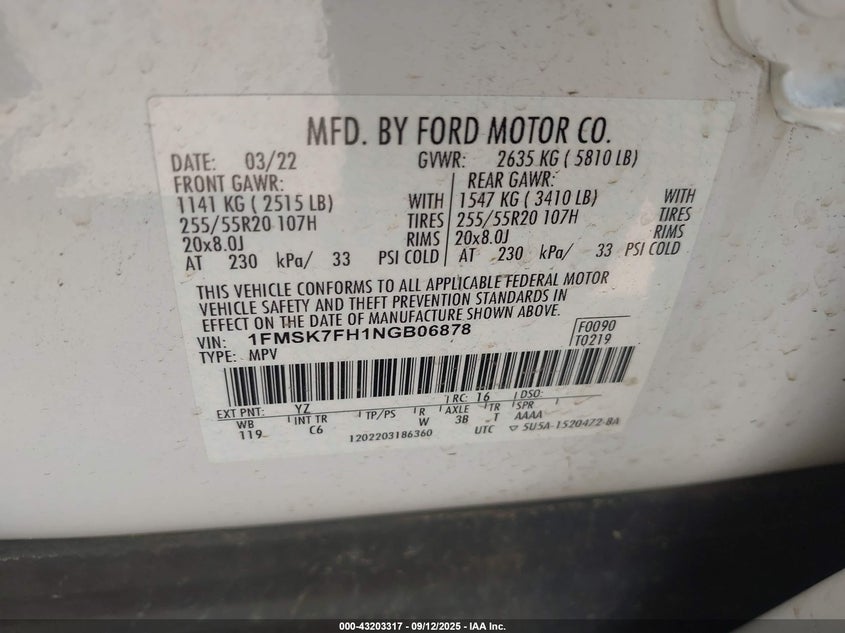 MFD. BY FORD MOTOR CO.
DATE: 03/22 GVWR: 2635 KG ( 5810 LB)
FRONT GAWR: REAR GAWR:
1141 KG ( 2515 LB) WITH 1547 KG ( 3410 LB) WITH
255/55R20 107H TIRES 255/55R20 107H TIRES
20x8.0J RIMS 20x8.0J RIMS
AT 230 kPa/ 33 PSI COLD AT 230 kPa/ 33 PSI COLD
THIS VEHICLE CONFORMS TO ALL APPLICABLE FEDERAL MOTOR
VEHICLE SAFETY AND THEFT PREVENTION STANDARDS IN
EFFECT ON THE DATE OF MANUFACTURE SHOWN ABOVE.
VIN: 1FMSK7FH1NGB06878 F0090
TYPE: MPV T0219
EXT PNT: YZ RC: 16 DSO:
WB INT TR TP/PS R AXLE TR SPR
119 C6 W 3B T AAAA
1202203186360 UTC ▽ 5U5A-1520472-BA
000-43203317 - 09/12/2025 - IAA Inc.